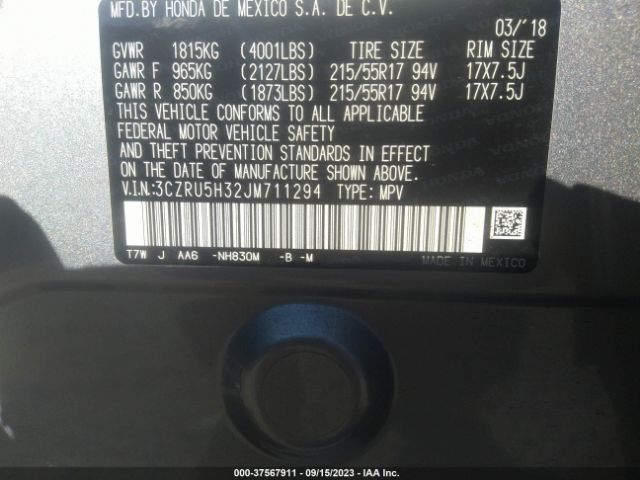 MFD.BY HONDA DE MEXICO S.A. DE C.V.
03/'18
GVWR 1815KG (4001LBS) TIRE SIZE RIM SIZE
GAWR F 965KG (2127LBS) 215/55R17 94V 17X7.5J
GAWR R 850KG (1873LBS) 215/55R17 94V 17X7.5J
THIS VEHICLE CONFORMS TO ALL APPLICABLE
FEDERAL MOTOR VEHICLE SAFETY
AND THEFT PREVENTION STANDARDS IN EFFECT
ON THE DATE OF MANUFACTURE SHOWN ABOVE.
V.I.N.:3CZRU5H32JM711294 TYPE: MPV
T7W J AA6 -NH830M -B -M
MADE IN MEXICO
000-37567911 - 09/15/2023 - IAA Inc.